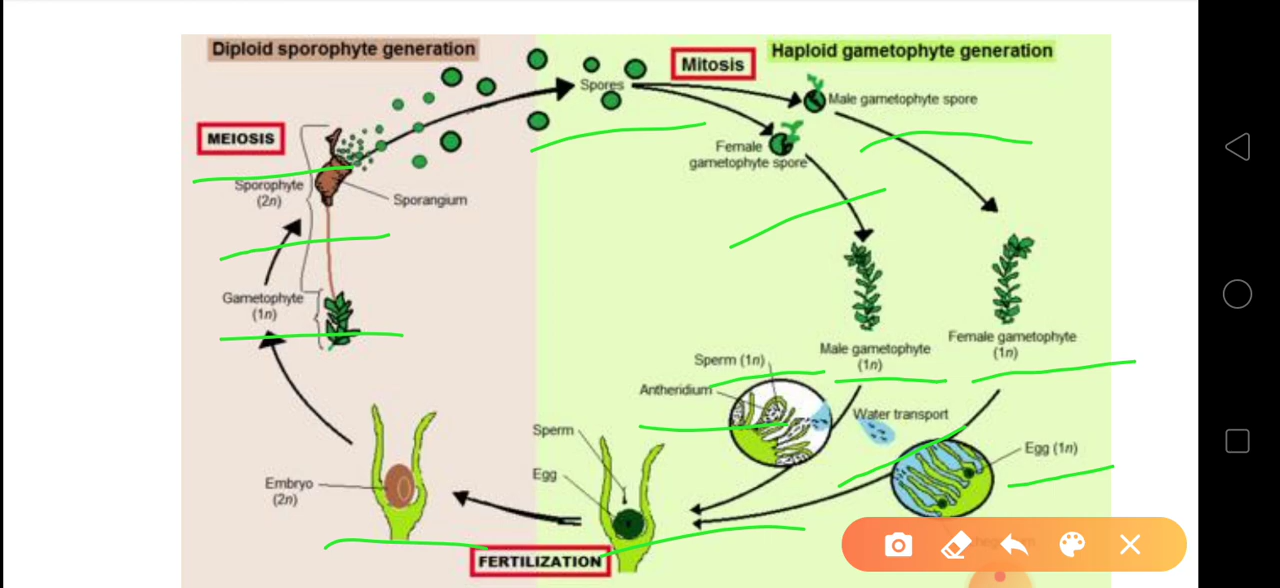 Diploid sporophyte generation
Haploid gametophyte generation
Mitosis
Spores
Male gametophyte spore
MEIOSIS
Female
gametophyte spore
Sporophyte
(2n)
Sporangium
Gametophyte
(1n)
Male gametophyte
(1n)
Female gametophyte
(1n)
Sperm (1n)
Antheridium
Water transport
Sperm
Egg
Egg (1n)
Embryo
(2n)
FERTILIZATION